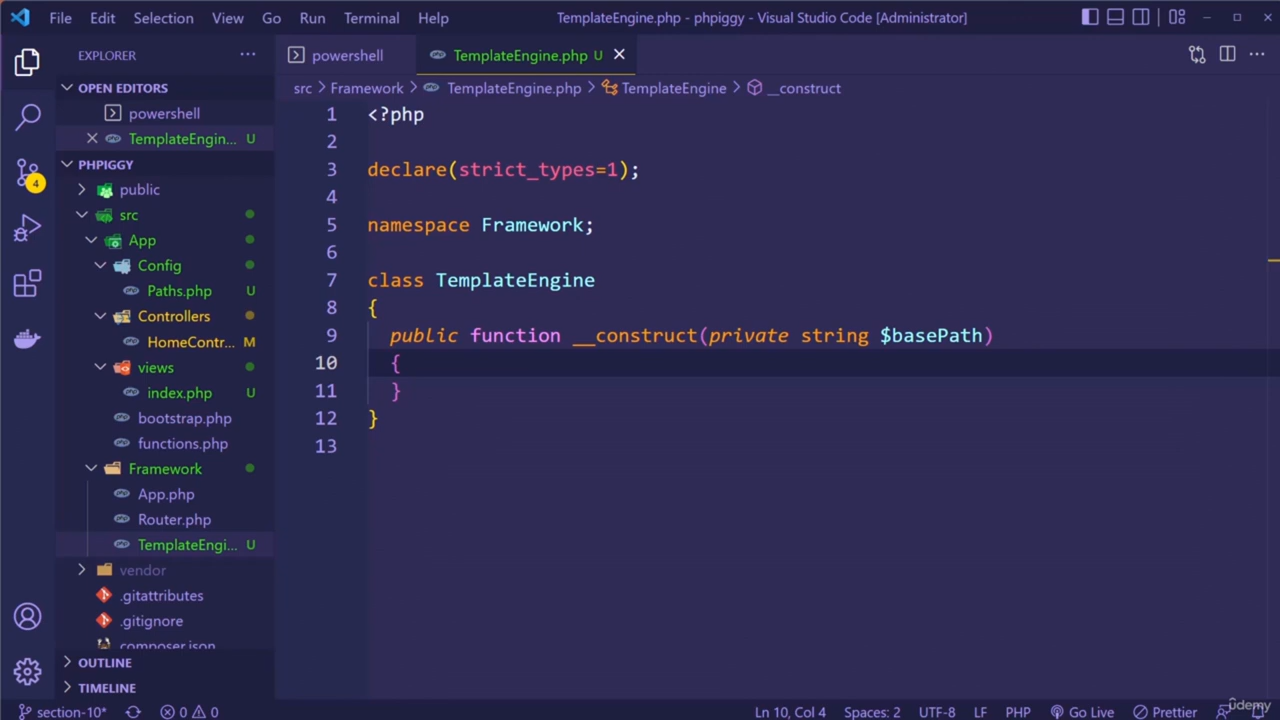 File Edit Selection View Go Run Terminal Help TemplateEngine.php - phpiggy - Visual Studio Code [Administrator]
EXPLORER
OPEN EDITORS
powershell
TemplateEngin... U
PHPIGGY
public
src
App
Config
Paths.php U
Controllers
HomeContr... M
views
index.php U
bootstrap.php
functions.php
Framework
App.php
Router.php
TemplateEngi... U
vendor
.gitattributes
.gitignore
composer.json
OUTLINE
TIMELINE
4
powershell TemplateEngine.php U
src > Framework > TemplateEngine.php > TemplateEngine > __construct
1 <?php
2
3 declare(strict_types=1);
4
5 namespace Framework;
6
7 class TemplateEngine
8 {
9 public function __construct(private string $basePath)
10 {
11 }
12 }
13
section-10* 0 0 Ln 10, Col 4 Spaces: 2 UTF-8 LF PHP Go Live Prettier
udemy